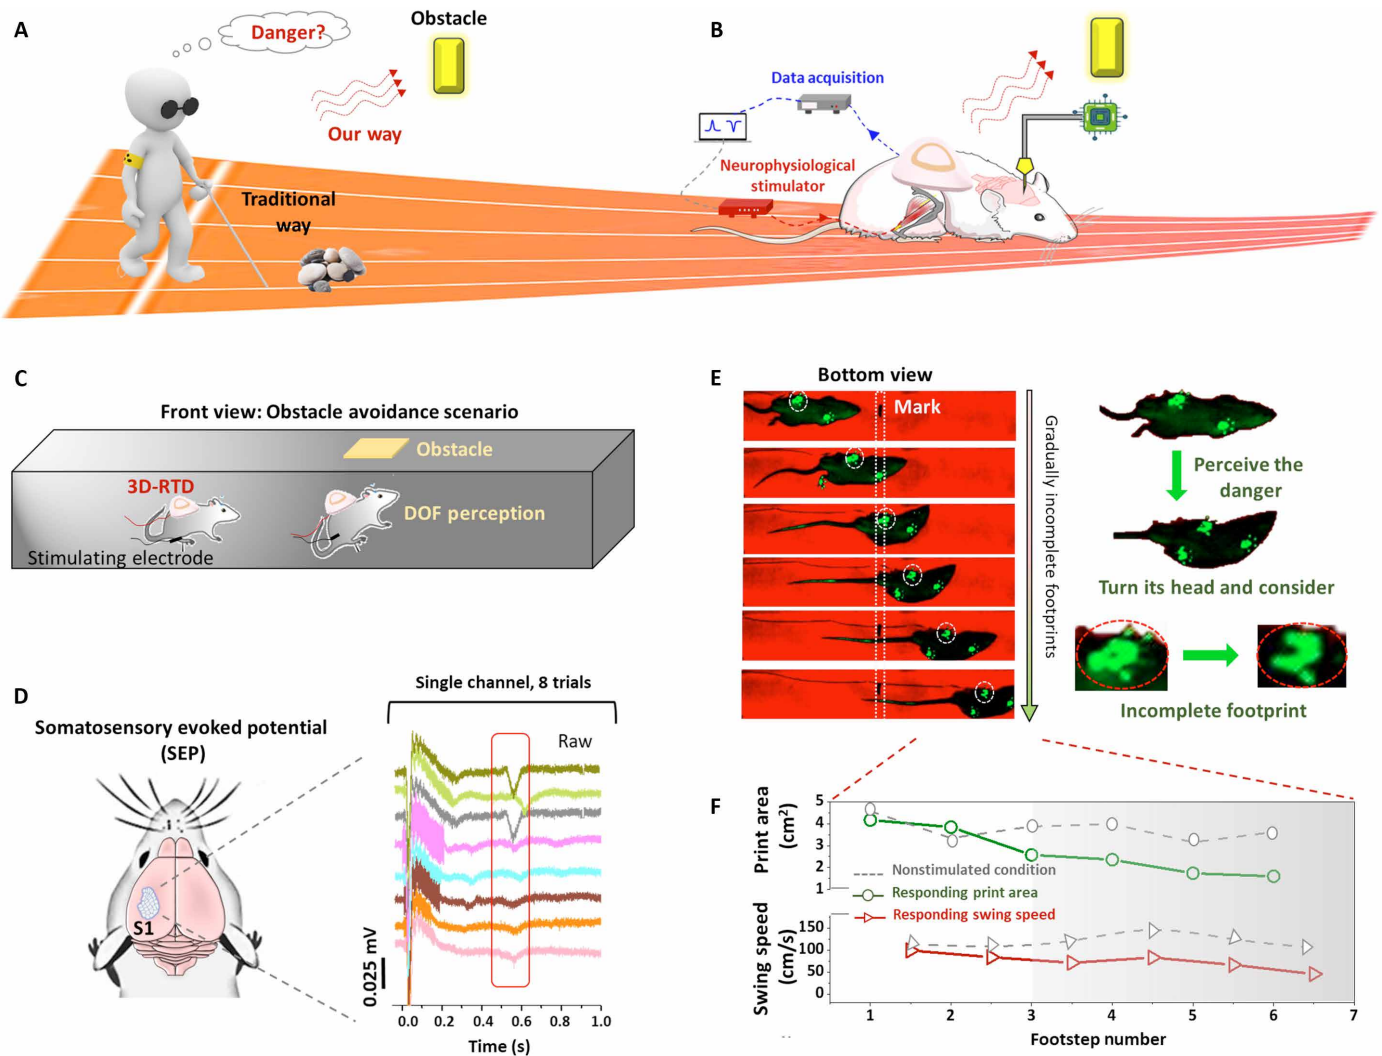 A
Danger?
Obstacle
Our way
Traditional
way
B
Data acquisition
Neurophysiological
stimulator
C
Front view: Obstacle avoidance scenario
Obstacle
3D-RTD
DOF perception
Stimulating electrode
D
Somatosensory evoked potential
(SEP)
S1
Single channel, 8 trials
Raw
0.025 mV
0.0 0.2 0.4 0.6 0.8 1.0
Time (s)
E
Bottom view
Mark
Gradually incomplete footprints
Perceive the
danger
Turn its head and consider
Incomplete footprint
F
Print area
(cm²)
5
4
3
2
1
Nonstimulated condition
Responding print area
Responding swing speed
Swing speed
(cm/s)
150
100
50
0
1 2 3 4 5 6 7
Footstep number